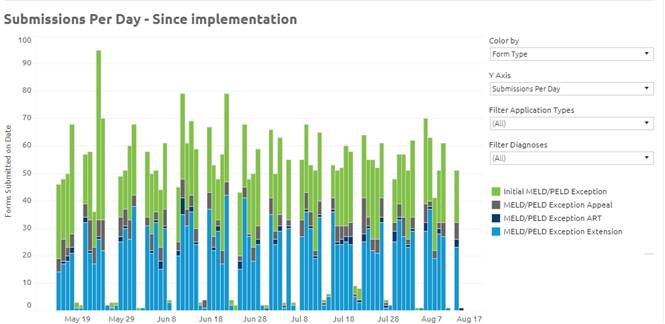 Submissions Per Day - Since implementation
Forms Submitted on Date
100
90
80
70
60
50
40
30
20
10
0
May 19 May 29 Jun 8 Jun 18 Jun 28 Jul 8 Jul 18 Jul 28 Aug 7 Aug 17
Color by
Form Type
Y Axis
Submissions Per Day
Filter Application Types
(All)
Filter Diagnoses
(All)
Initial MELD/PELD Exception
MELD/PELD Exception Appeal
MELD/PELD Exception ART
MELD/PELD Exception Extension